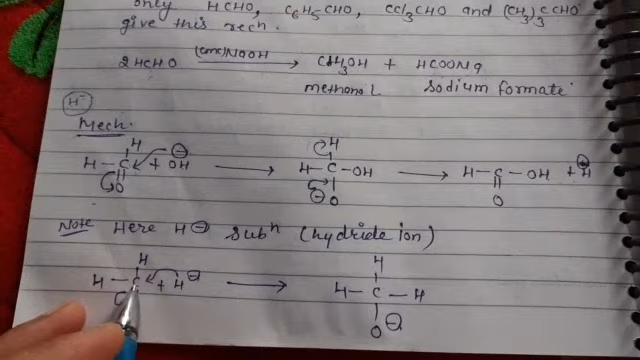 only HCHO, C6H5CHO, CCl3CHO and (CH3)3CCHO
give this recn.
2HCHO (conc)NaOH → CH3OH + HCOONa
methanol Sodium formate
H⁻
Mech.
H – C – H = O + ⊖OH → H – C – H – OH O⊖ → H – C – OH = O + H⊖
Note Here H⊖ Subⁿ (hydride ion)
H – C – H + H⊖ → H – C – H – H O⊖